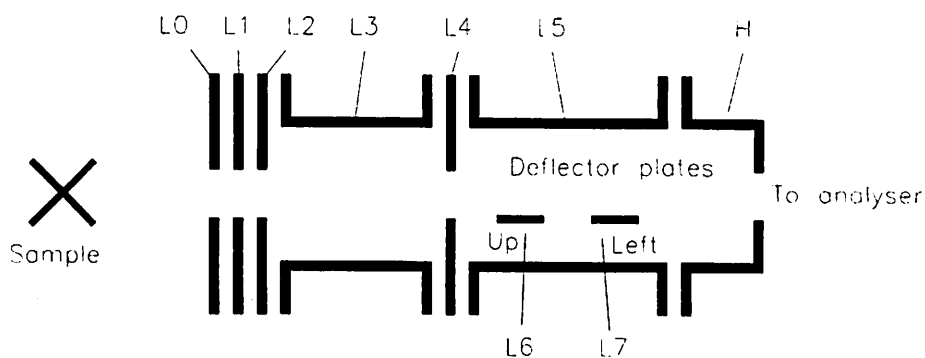 L0 L1 L2 L3 L4 L5 H
Deflector plates
To analyser
Sample
Up Left
L6 L7